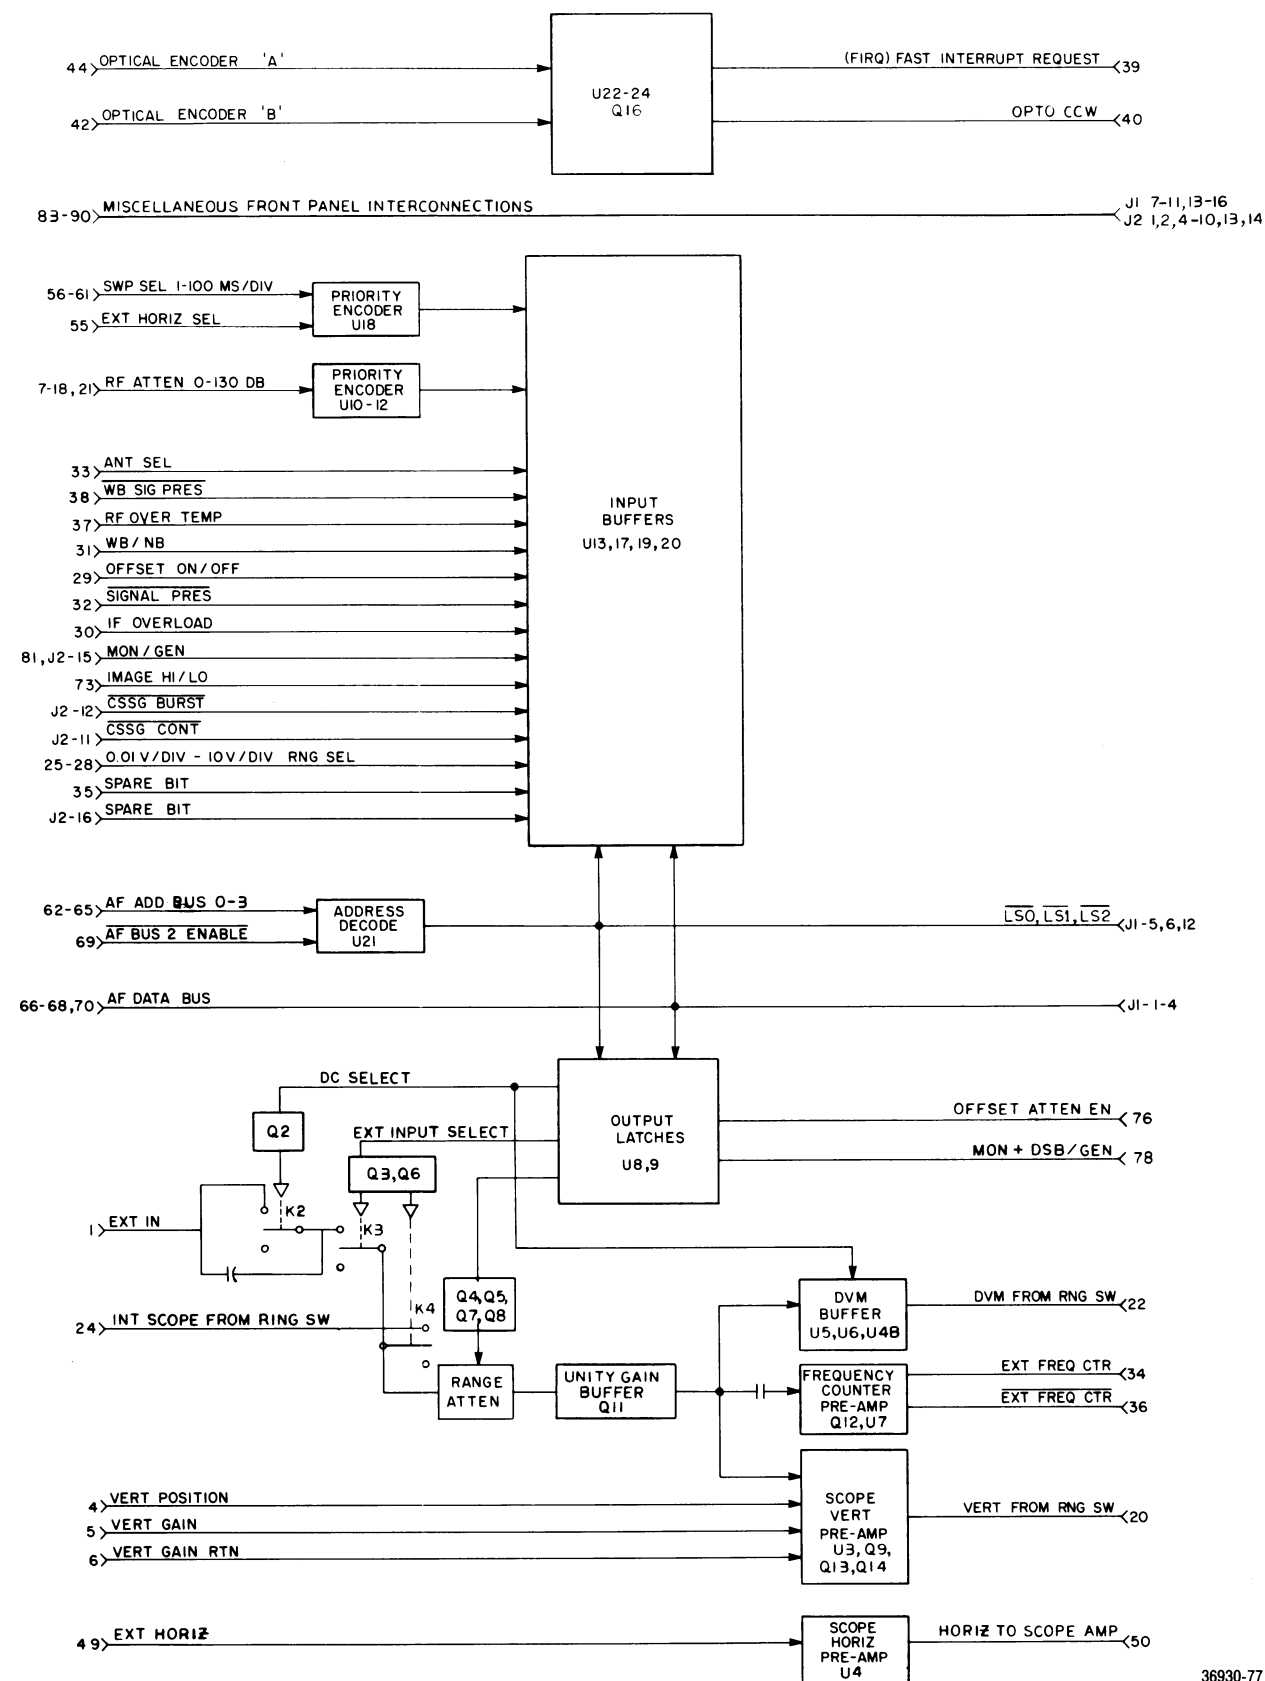 44 OPTICAL ENCODER 'A'
(FIRQ) FAST INTERRUPT REQUEST 39
U22-24
Q16
42 OPTICAL ENCODER 'B'
OPTO CCW 40
83-90 MISCELLANEOUS FRONT PANEL INTERCONNECTIONS
J1 7-11,13-16
J2 1,2,4-10,13,14
56-61 SWP SEL 1-100 MS/DIV
55 EXT HORIZ SEL
PRIORITY
ENCODER
U18
7-18,21 RF ATTEN 0-130 DB
PRIORITY
ENCODER
U10-12
33 ANT SEL
38 WB SIG PRES
37 RF OVER TEMP
31 WB/NB
29 OFFSET ON/OFF
32 SIGNAL PRES
30 IF OVERLOAD
81,J2-15 MON/GEN
73 IMAGE HI/LO
J2-12 CSSG BURST
J2-11 CSSG CONT
25-28 0.01V/DIV - 10V/DIV RNG SEL
35 SPARE BIT
J2-16 SPARE BIT
INPUT
BUFFERS
U13,17,19,20
62-65 AF ADD BUS 0-3
69 AF BUS 2 ENABLE
ADDRESS
DECODE
U21
LS0,LS1,LS2 J1-5,6,12
66-68,70 AF DATA BUS
J1-1-4
DC SELECT
Q2
EXT INPUT SELECT
Q3,Q6
OUTPUT
LATCHES
U8,9
OFFSET ATTEN EN 76
MON + DSB/GEN 78
1 EXT IN
K2
K3
24 INT SCOPE FROM RING SW
K4
Q4,Q5,
Q7,Q8
RANGE
ATTEN
UNITY GAIN
BUFFER
Q11
DVM
BUFFER
U5,U6,U4B
DVM FROM RNG SW 22
FREQUENCY
COUNTER
PRE-AMP
Q12,U7
EXT FREQ CTR 34
EXT FREQ CTR 36
4 VERT POSITION
5 VERT GAIN
6 VERT GAIN RTN
SCOPE
VERT
PRE-AMP
U3,Q9,
Q13,Q14
VERT FROM RNG SW 20
49 EXT HORIZ
SCOPE
HORIZ
PRE-AMP
U4
HORIZ TO SCOPE AMP 50
36930-77